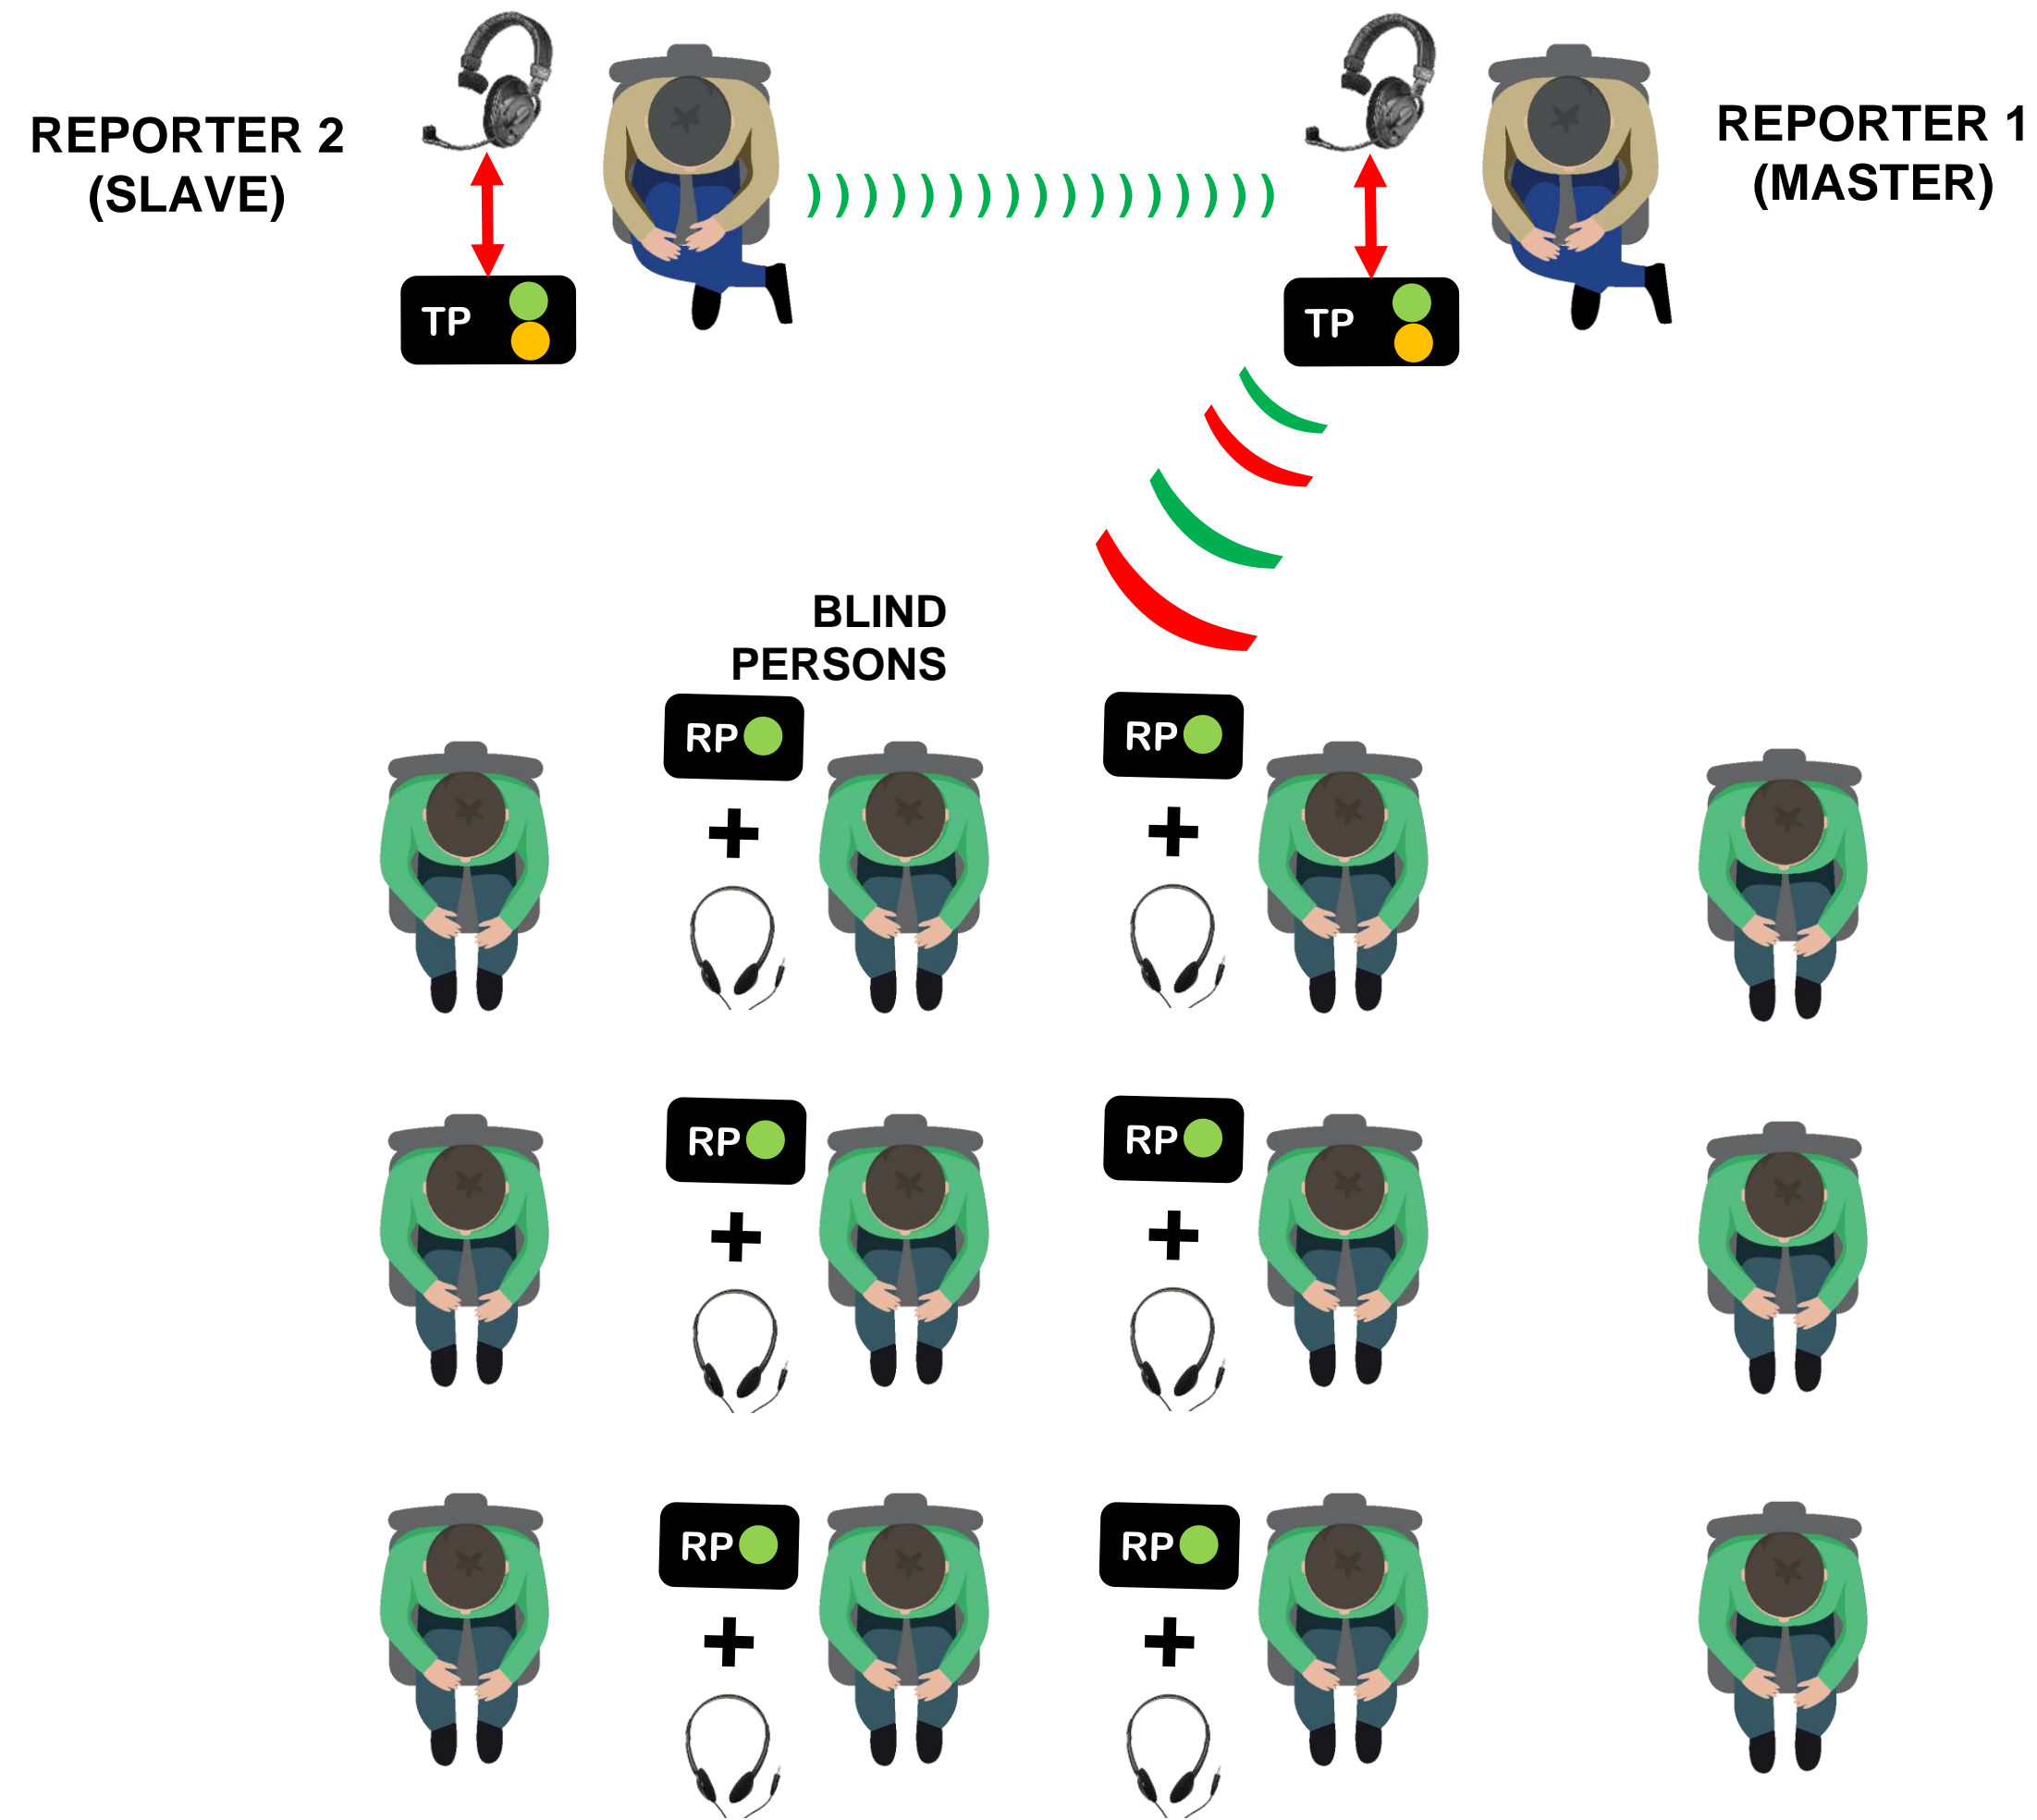 REPORTER 2
(SLAVE)
REPORTER 1
(MASTER)
TP
TP
BLIND
PERSONS
RP
RP
RP
RP
RP
RP